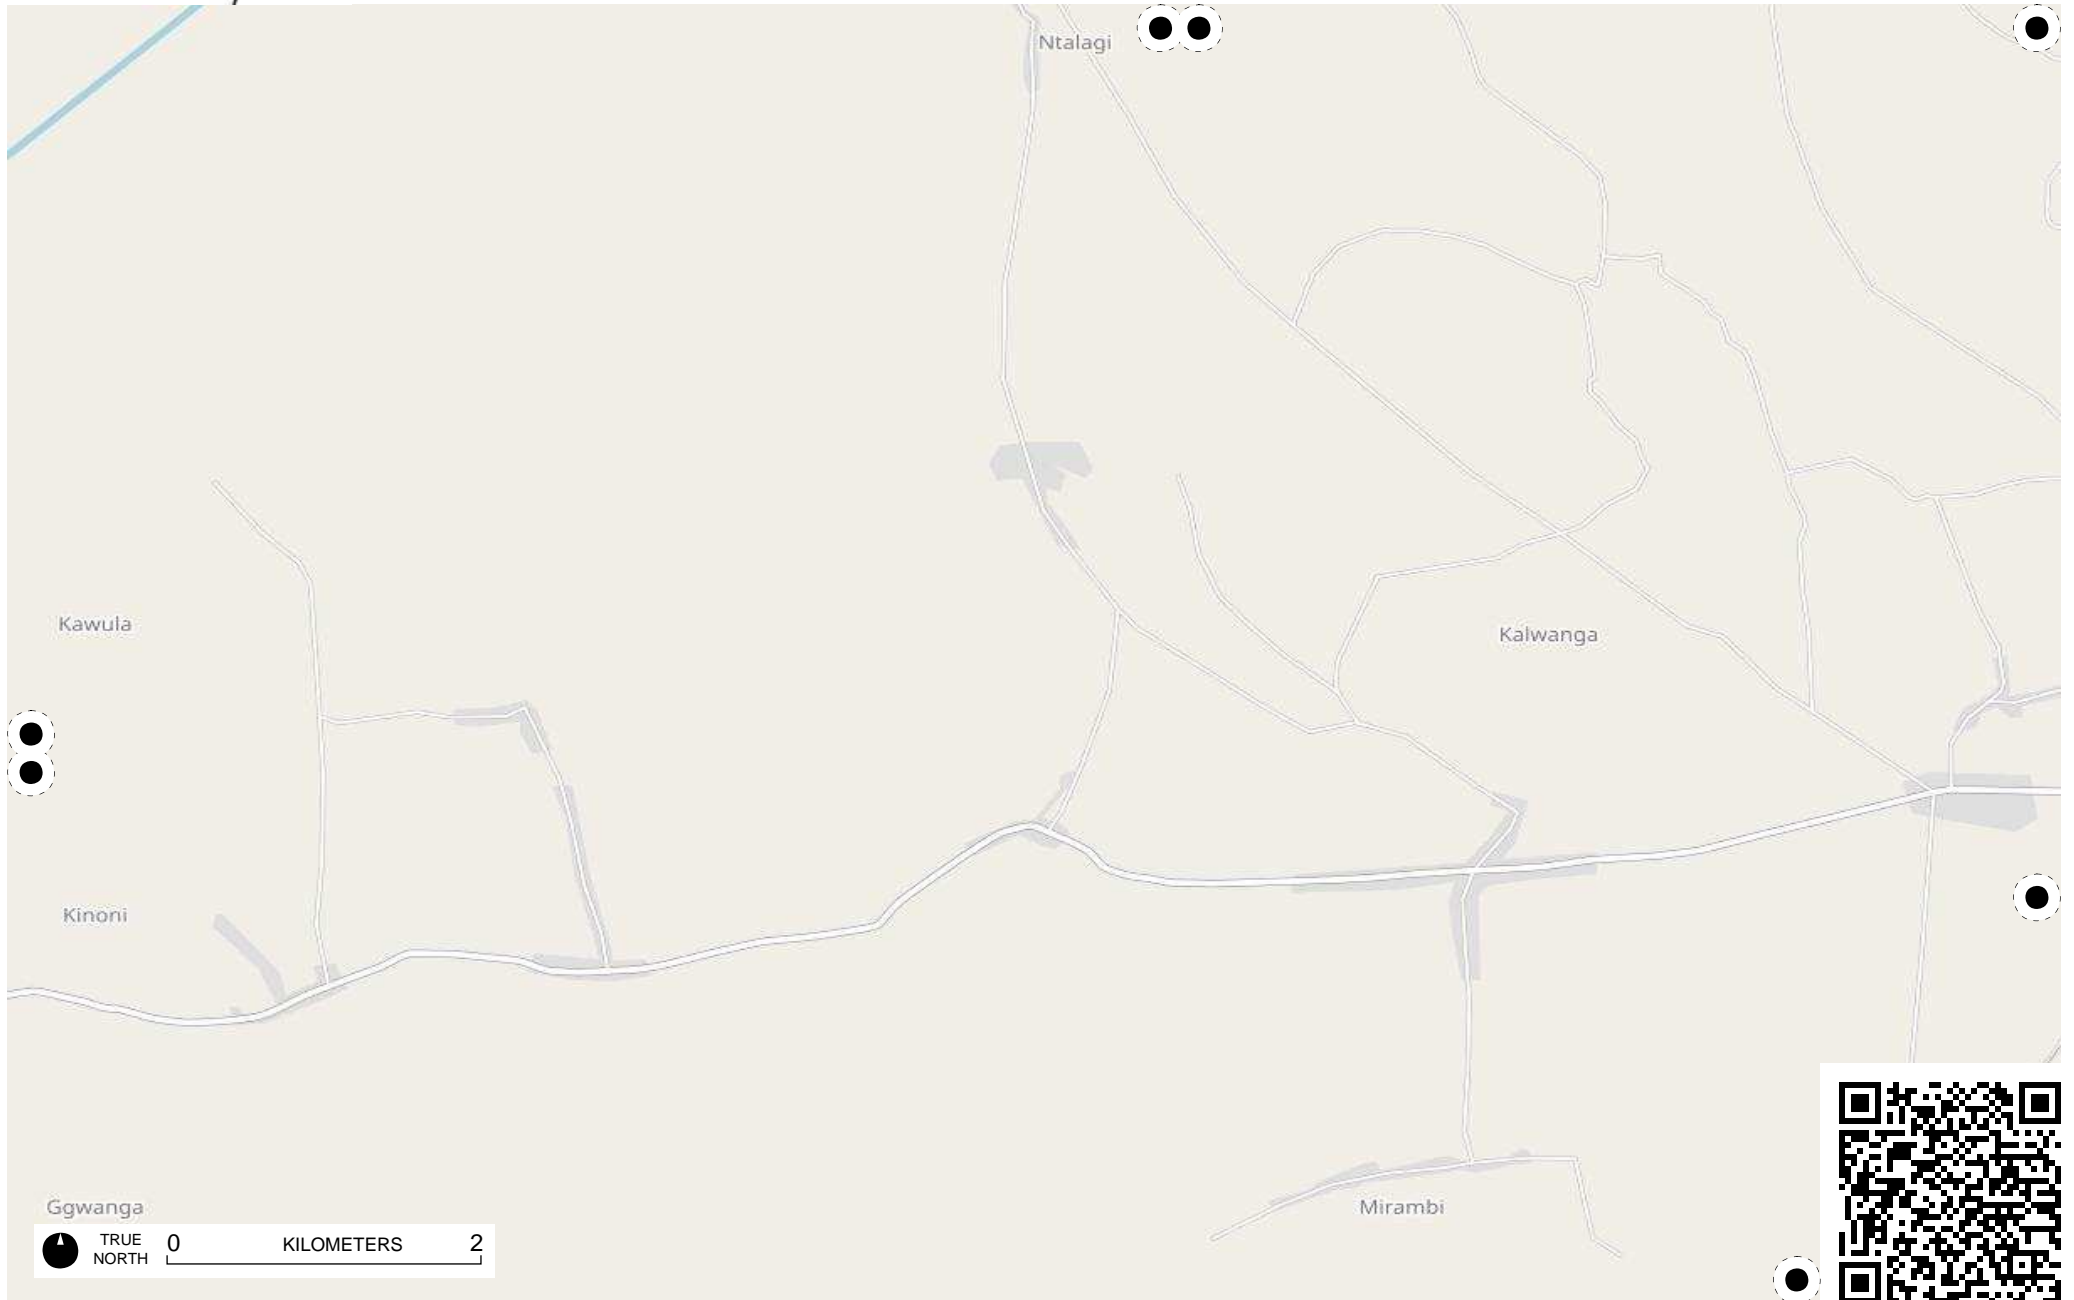 Ntalagi
Kawula
Kalwanga
Kinoni
Ggwanga
Mirambi
TRUE
NORTH
0 KILOMETERS 2